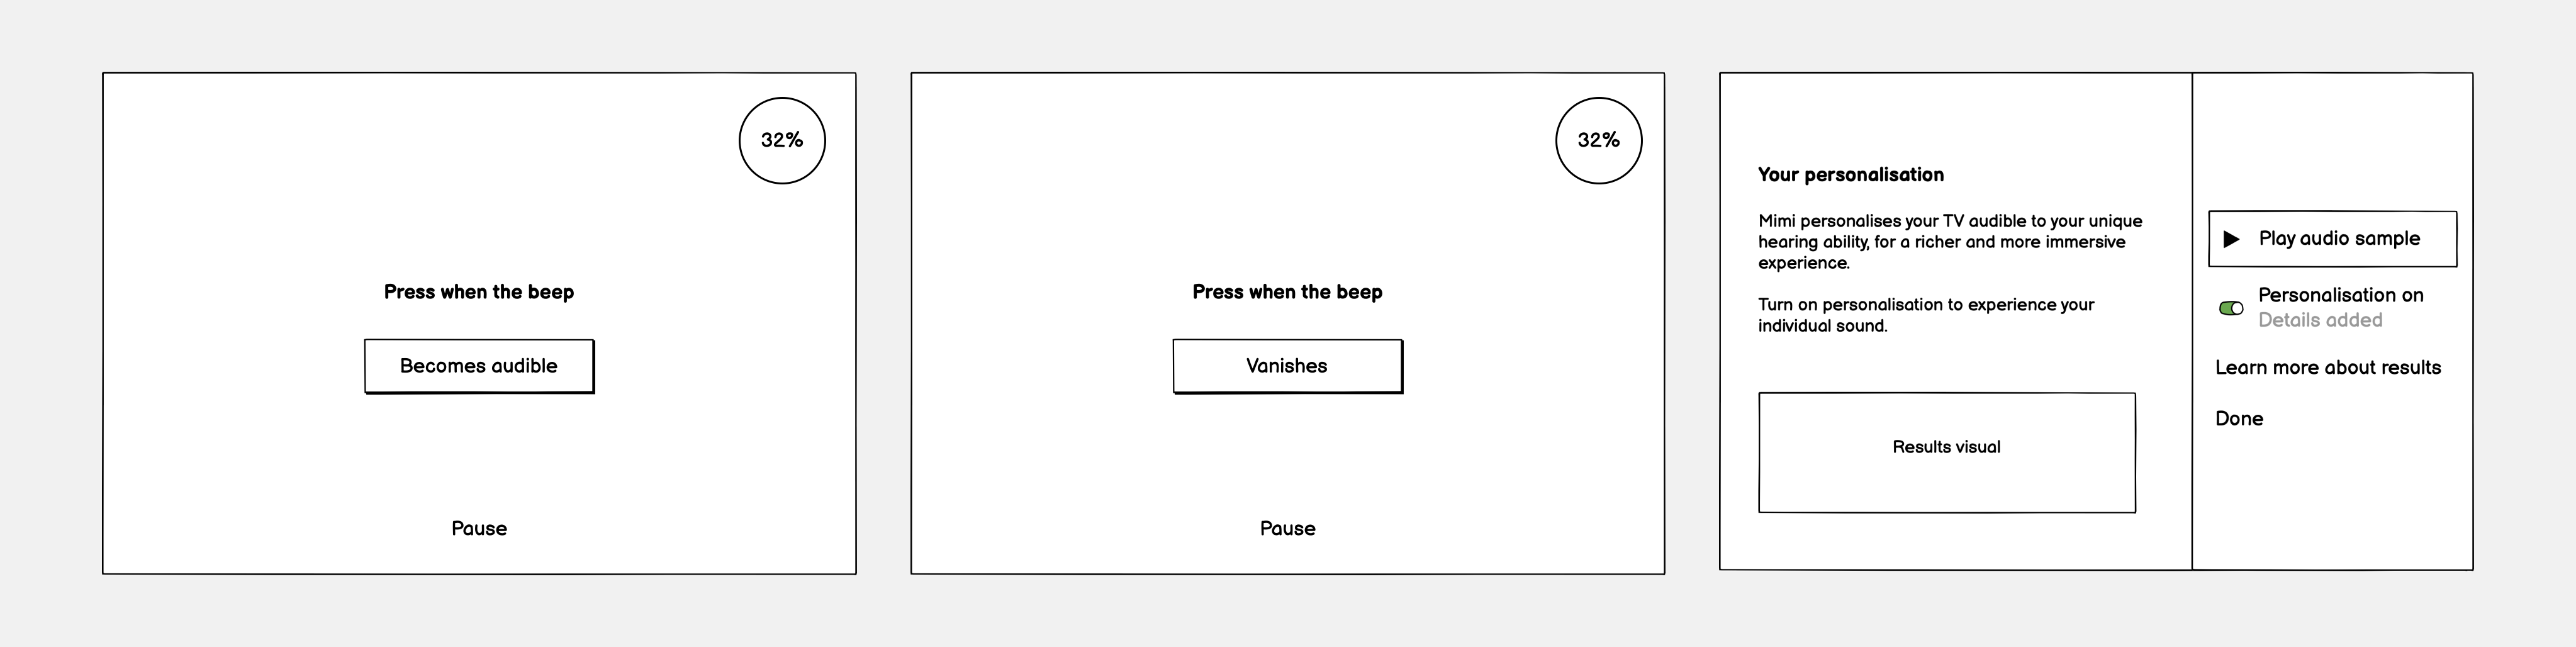 32%
Press when the beep
Becomes audible
Pause
32%
Press when the beep
Vanishes
Pause
Your personalisation
Mimi personalises your TV audible to your unique
hearing ability, for a richer and more immersive
experience.
Turn on personalisation to experience your
individual sound.
Results visual
Play audio sample
Personalisation on
Details added
Learn more about results
Done